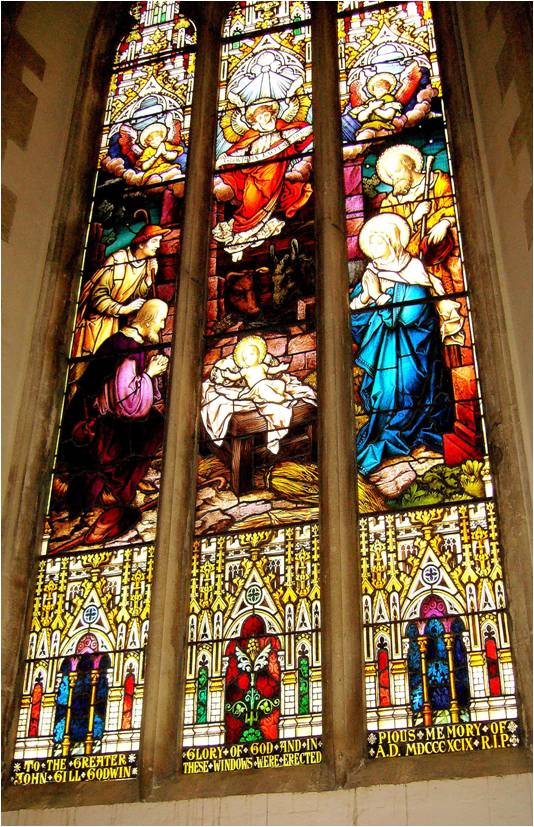 *TO THE GREATER
JOHN GILL GODWIN.
GLORY OF GOD AND IN
THESE WINDOWS WERE ERECTED
PIOUS MEMORY OF
A.D. MDCCCXCIX R.I.P.